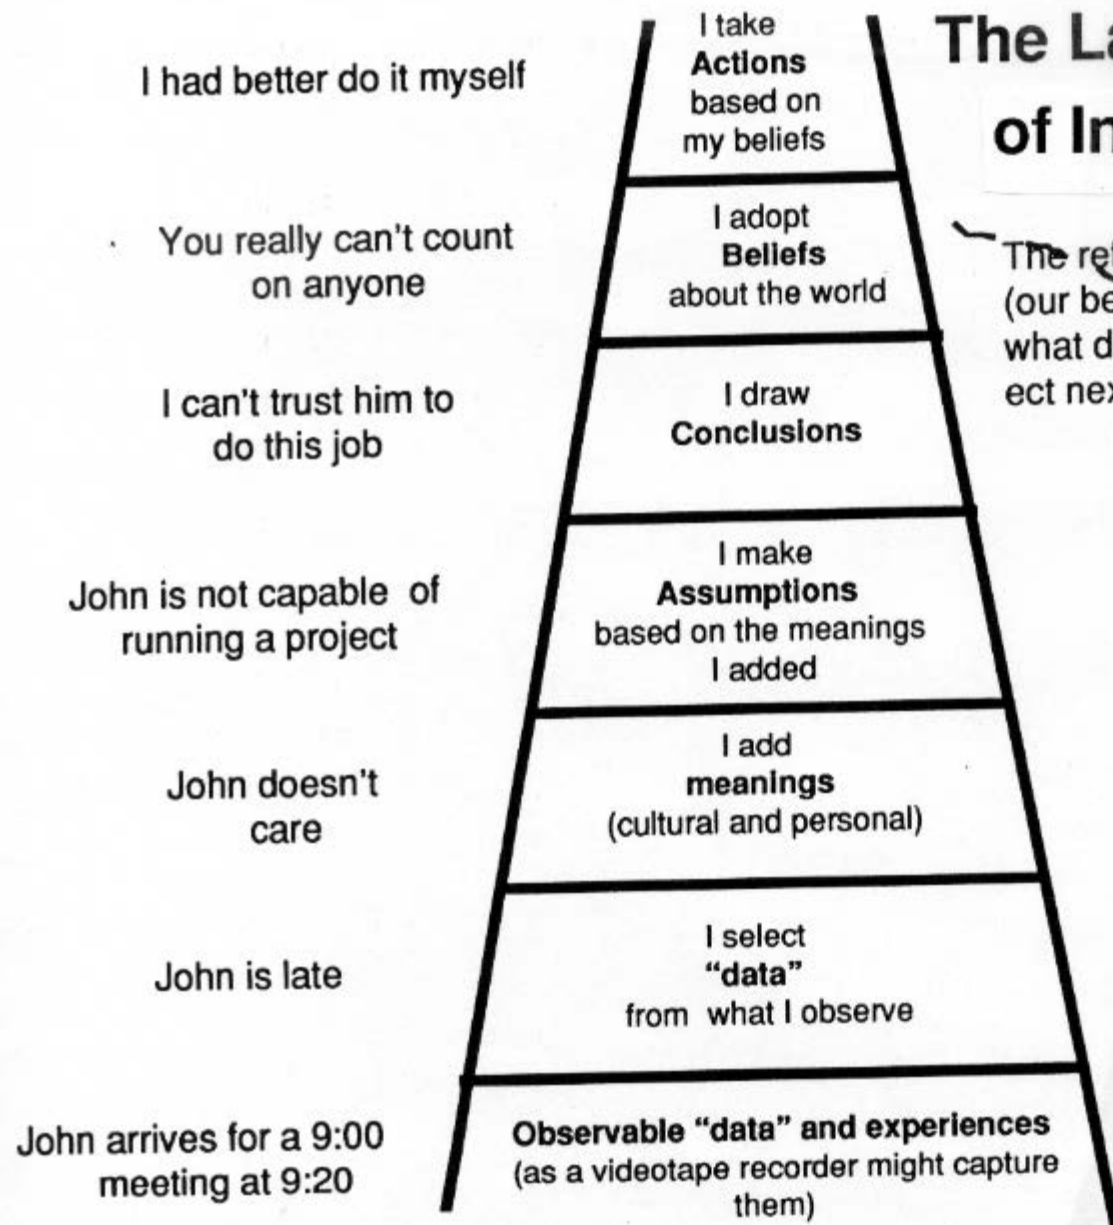 The
of
The
(our
what
ect
I had better do it myself
I take
Actions
based on
my beliefs
You really can't count
on anyone
I adopt
Beliefs
about the world
I can't trust him to
do this job
I draw
Conclusions
John is not capable of
running a project
I make
Assumptions
based on the meanings
I added
John doesn't
care
I add
meanings
(cultural and personal)
John is late
I select
“data”
from what I observe
John arrives for a 9:00
meeting at 9:20
Observable “data” and experiences
(as a videotape recorder might capture
them)